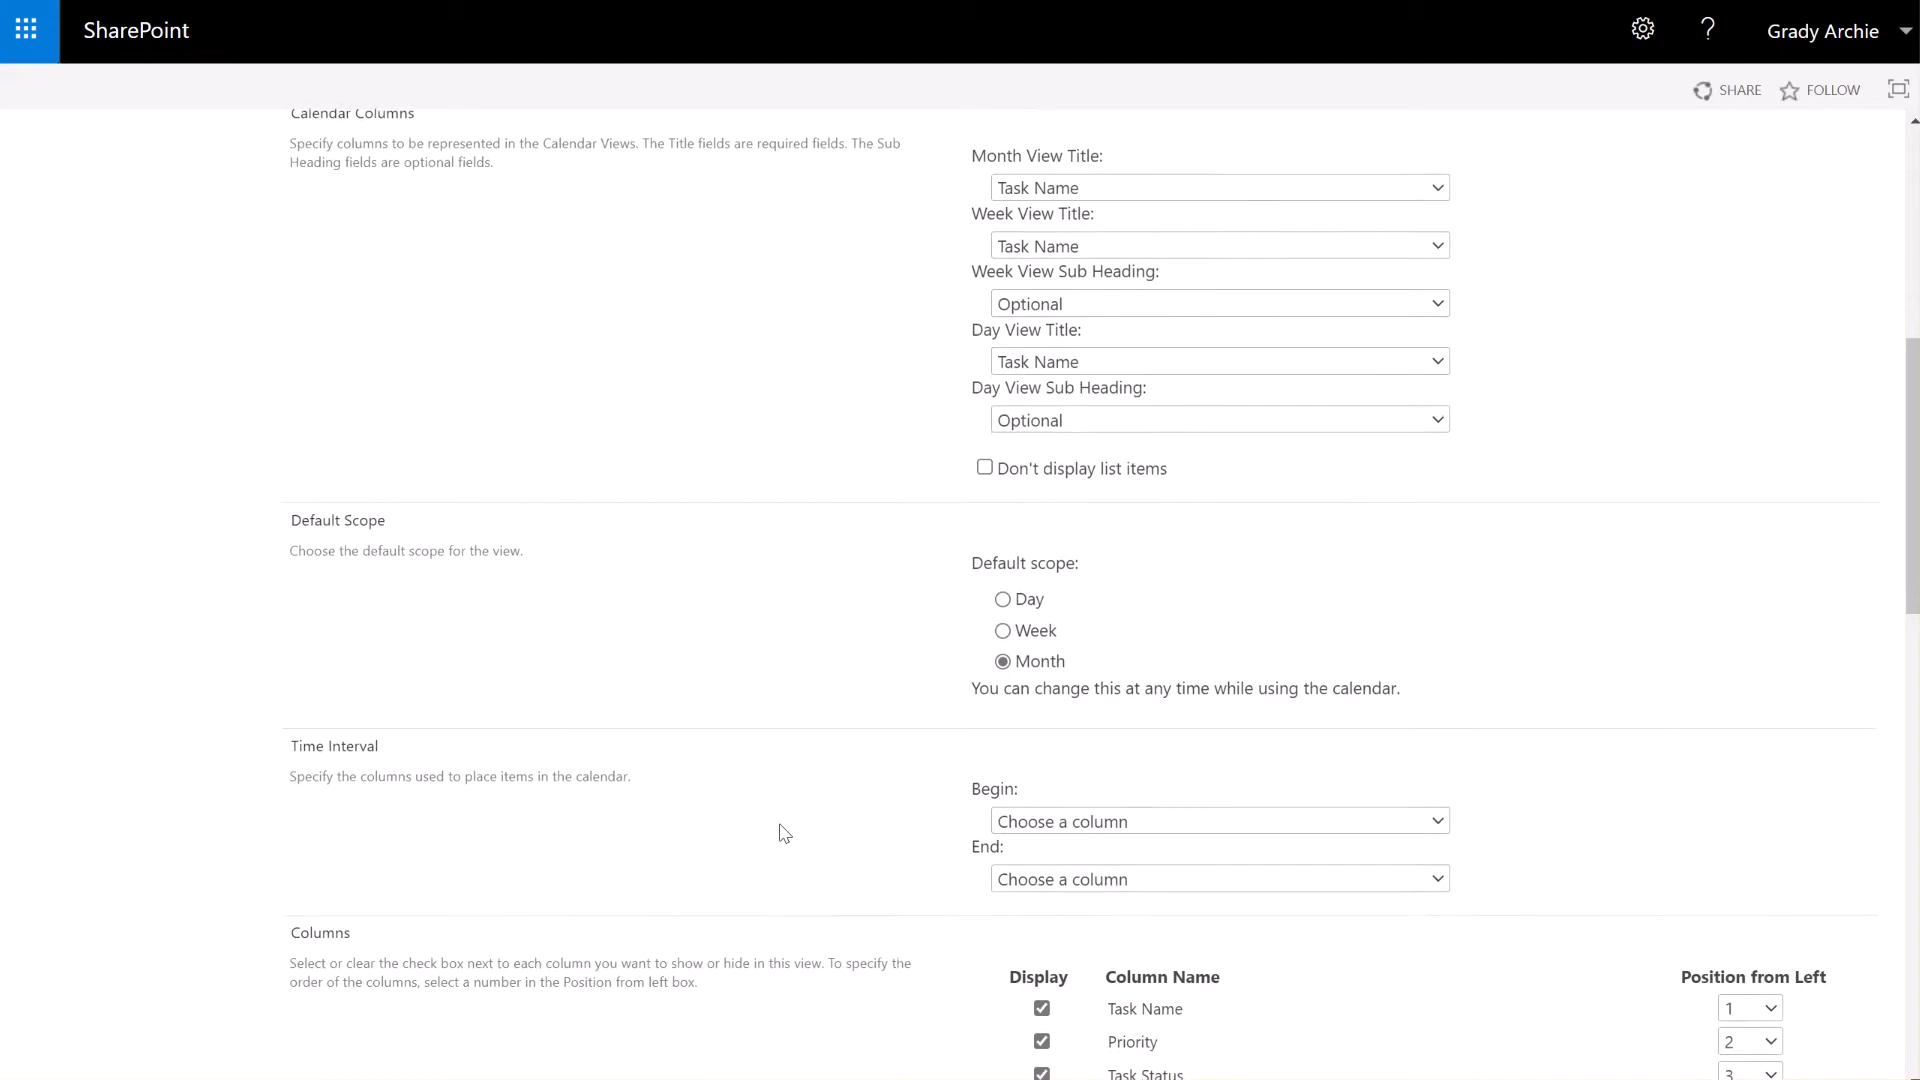 SharePoint
Grady Archie
SHARE
FOLLOW
Calendar Columns
Specify columns to be represented in the Calendar Views. The Title fields are required fields. The Sub
Heading fields are optional fields.
Month View Title:
Task Name
Week View Title:
Task Name
Week View Sub Heading:
Optional
Day View Title:
Task Name
Day View Sub Heading:
Optional
Don't display list items
Default Scope
Choose the default scope for the view.
Default scope:
Day
Week
Month
You can change this at any time while using the calendar.
Time Interval
Specify the columns used to place items in the calendar.
Begin:
Choose a column
End:
Choose a column
Columns
Select or clear the check box next to each column you want to show or hide in this view. To specify the
order of the columns, select a number in the Position from left box.
Display Column Name Position from Left
Task Name 1
Priority 2
Task Status 3